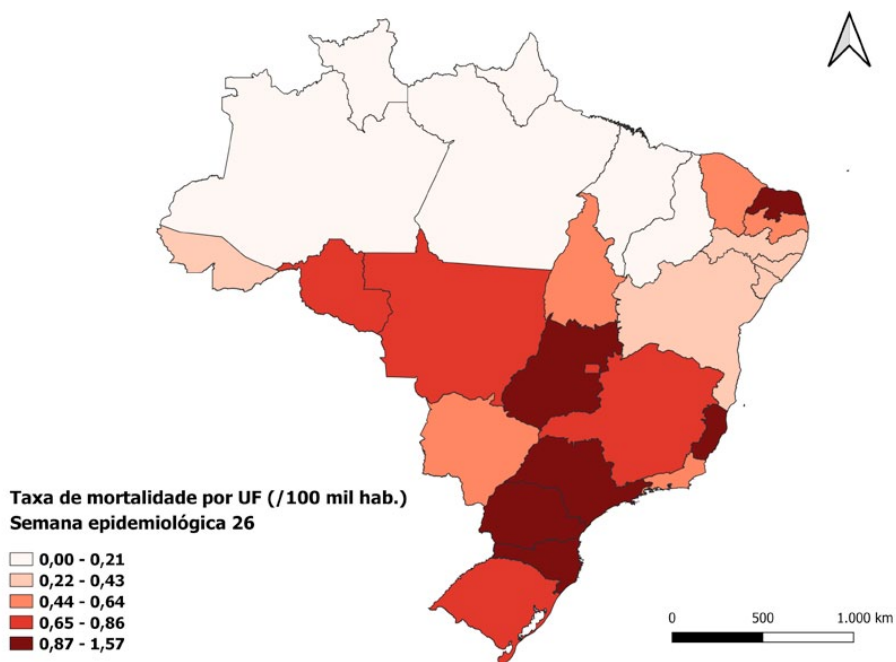 Taxa de mortalidade por UF (/100 mil hab.)
Semana epidemiológica 26
0,00 - 0,21
0,22 - 0,43
0,44 - 0,64
0,65 - 0,86
0,87 - 1,57
0 500 1.000 km